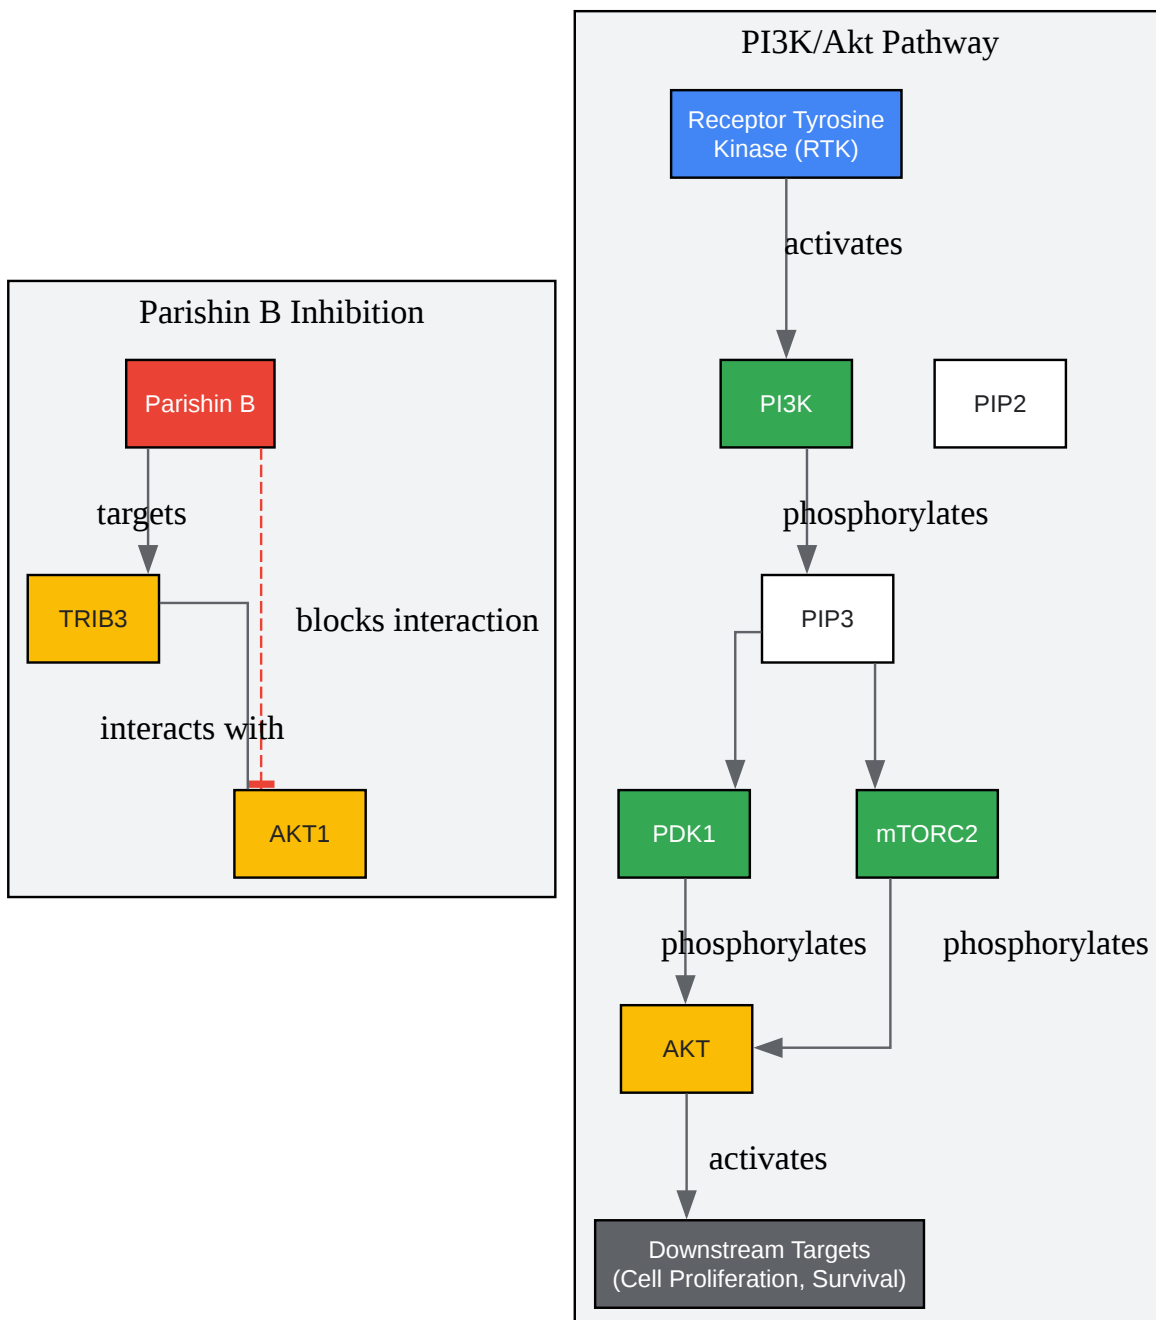 Parishin B Inhibition
Parishin B
targets
TRIB3
blocks interaction
interacts with
AKT1
PI3K/Akt Pathway
Receptor Tyrosine
Kinase (RTK)
activates
PI3K
PIP2
phosphorylates
PIP3
PDK1
mTORC2
phosphorylates
phosphorylates
AKT
activates
Downstream Targets
(Cell Proliferation, Survival)